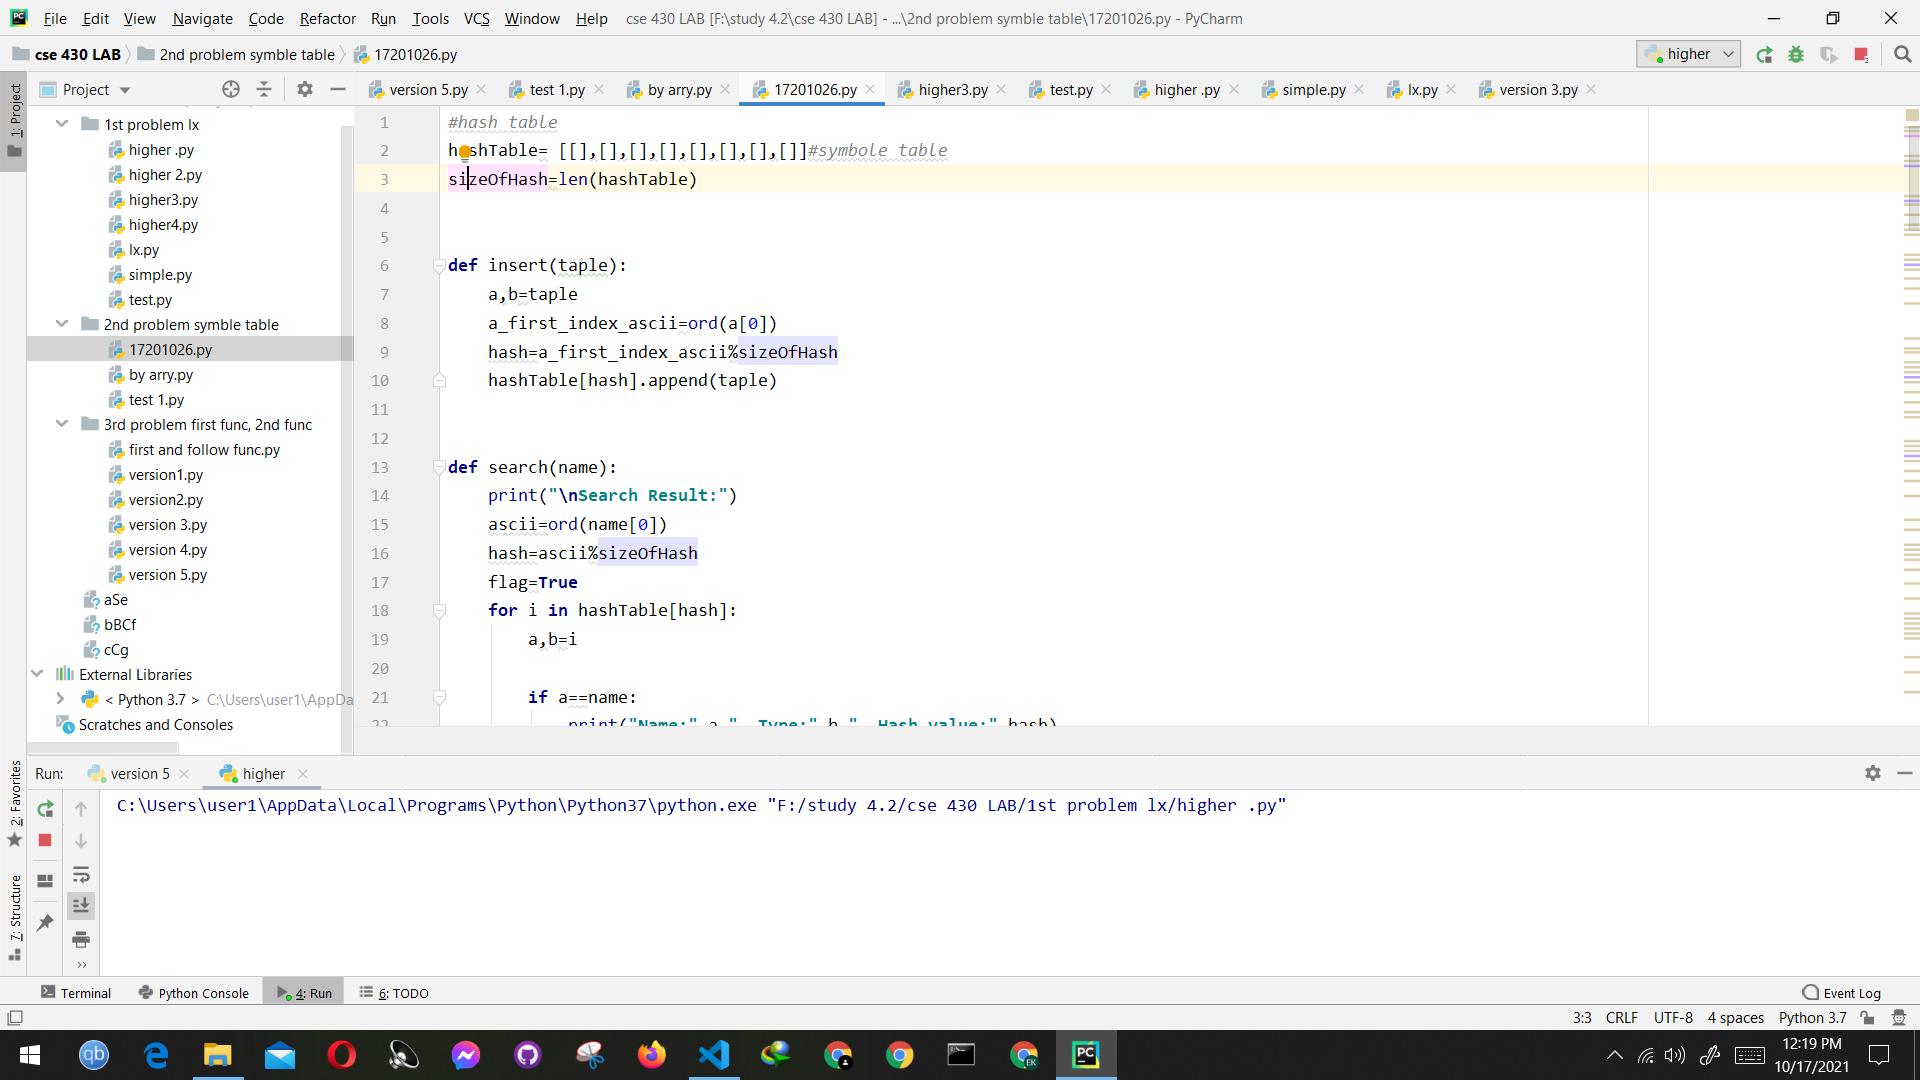 File Edit View Navigate Code Refactor Run Tools VCS Window Help cse 430 LAB [F:\study 4.2\cse 430 LAB] - ...\2nd problem symble table\17201026.py - PyCharm
cse 430 LAB 2nd problem symble table 17201026.py higher
1: Project
Project
version 5.py test 1.py by arry.py 17201026.py higher3.py test.py higher .py simple.py lx.py version 3.py
1st problem lx
higher .py
higher 2.py
higher3.py
higher4.py
lx.py
simple.py
test.py
2nd problem symble table
17201026.py
by arry.py
test 1.py
3rd problem first func, 2nd func
first and follow func.py
version1.py
version2.py
version 3.py
version 4.py
version 5.py
aSe
bBCf
cCg
External Libraries
< Python 3.7 > C:\Users\user1\AppDa
Scratches and Consoles
1 #hash table
2 hashTable= [[],[],[],[],[],[],[],[]]#symbole table
3 sizeOfHash=len(hashTable)
4
5
6 def insert(taple):
7 a,b=taple
8 a_first_index_ascii=ord(a[0])
9 hash=a_first_index_ascii%sizeOfHash
10 hashTable[hash].append(taple)
11
12
13 def search(name):
14 print("\nSearch Result:")
15 ascii=ord(name[0])
16 hash=ascii%sizeOfHash
17 flag=True
18 for i in hashTable[hash]:
19 a,b=i
20
21 if a==name:
22 print("Name:",a,", Type:",b,", Hash value:",hash)
2: Favorites
7: Structure
Run: version 5 higher
C:\Users\user1\AppData\Local\Programs\Python\Python37\python.exe "F:/study 4.2/cse 430 LAB/1st problem lx/higher .py"
Terminal Python Console 4: Run 6: TODO Event Log
3:3 CRLF UTF-8 4 spaces Python 3.7
12:19 PM
10/17/2021